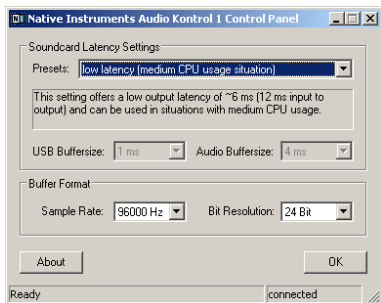 Native Instruments Audio Kontrol 1 Control Panel
Soundcard Latency Settings
Presets: low latency (medium CPU usage situation)
This setting offers a low output latency of ~6 ms (12 ms input to
output) and can be used in situations with medium CPU usage.
USB Buffersize: 1 ms Audio Buffersize: 4 ms
Buffer Format
Sample Rate: 96000 Hz Bit Resolution: 24 Bit
About OK
Ready connected